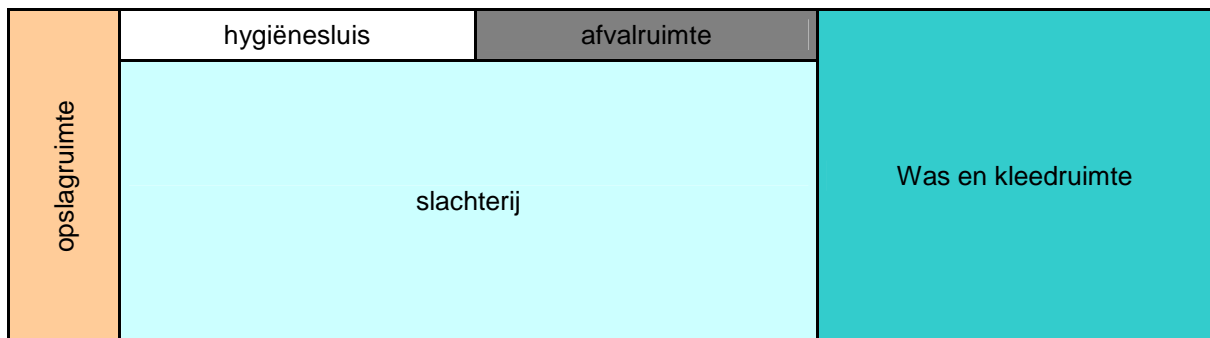 opslagruimte
hygiënesluis
afvalruimte
slachterij
Was en kleedruimte